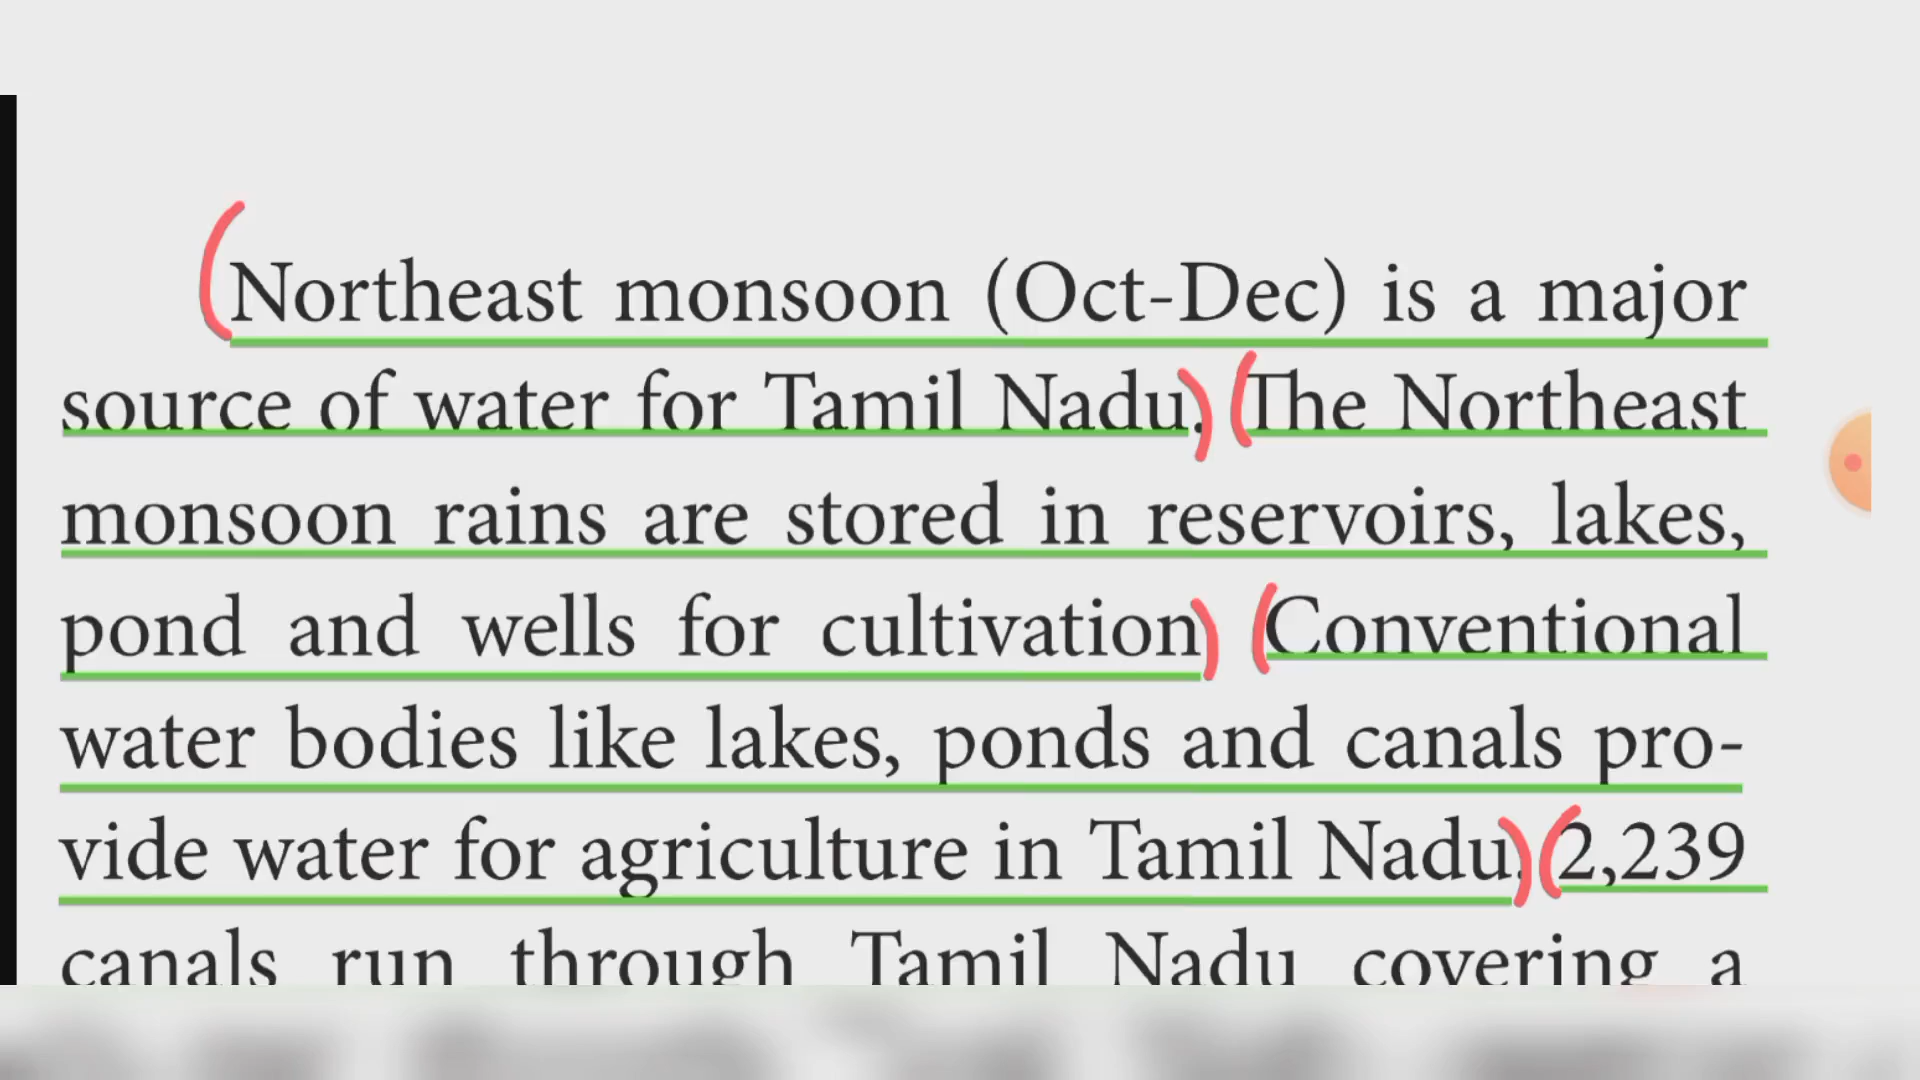 Northeast monsoon (Oct-Dec) is a major
source of water for Tamil Nadu. The Northeast
monsoon rains are stored in reservoirs, lakes,
pond and wells for cultivation Conventional
water bodies like lakes, ponds and canals pro-
vide water for agriculture in Tamil Nadu. 2,239
canals run through Tamil Nadu covering a